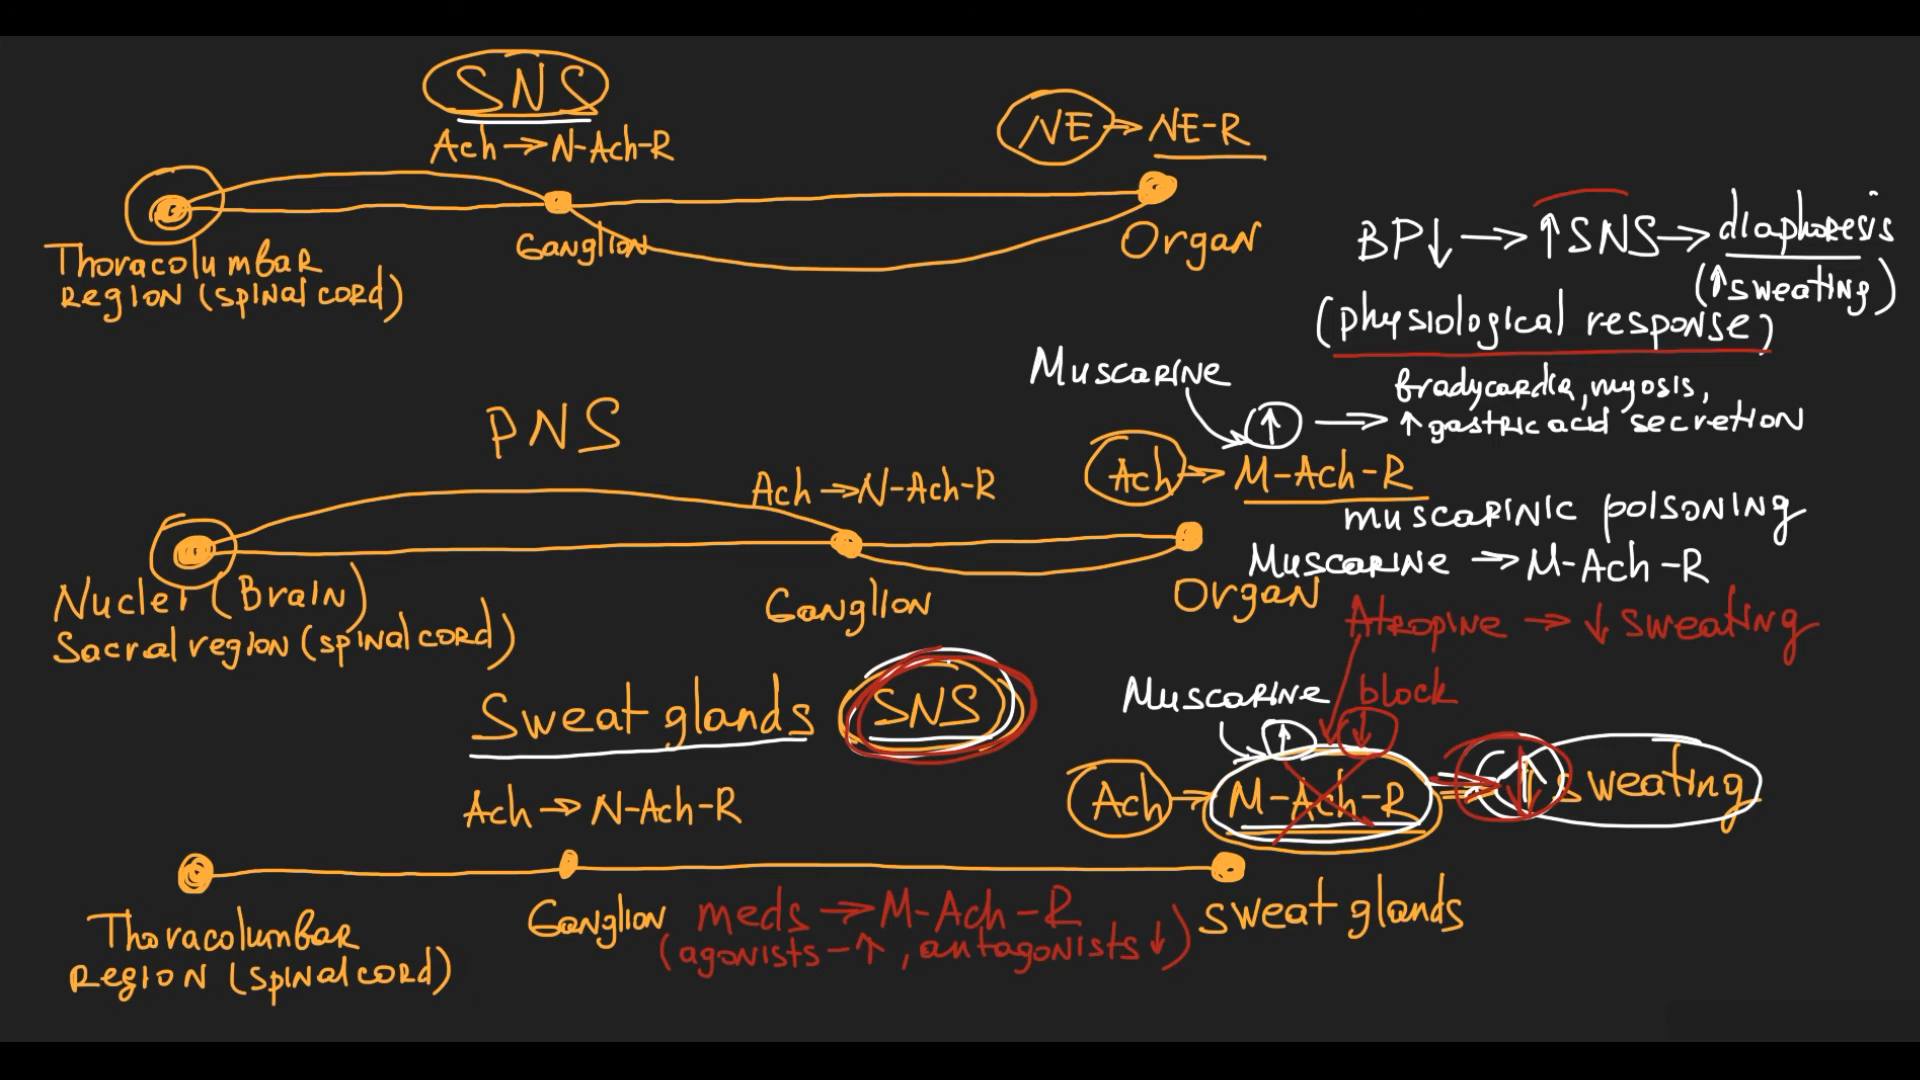 SNS
Ach → N-Ach-R
NE → NE-R
Thoracolumbar
region (spinal cord)
Ganglion
Organ
BP↓ → ↑SNS → diaphoresis
(↑sweating)
(physiological response)
Muscarine
↑ → bradycardia, myosis,
↑ gastric acid secretion
PNS
Ach → N-Ach-R
Ach → M-Ach-R
muscarinic poisoning
Muscarine → M-Ach-R
Nuclei (Brain)
Sacral region (spinal cord)
Ganglion
Organ
Atropine → ↓ sweating
Sweat glands SNS
Muscarine
block
↑ ↓
Ach → N-Ach-R
Ach → M-Ach-R ⇒ ↑ sweating
Thoracolumbar
region (spinal cord)
Ganglion
sweat glands
meds → M-Ach-R
(agonists – ↑, antagonists ↓)